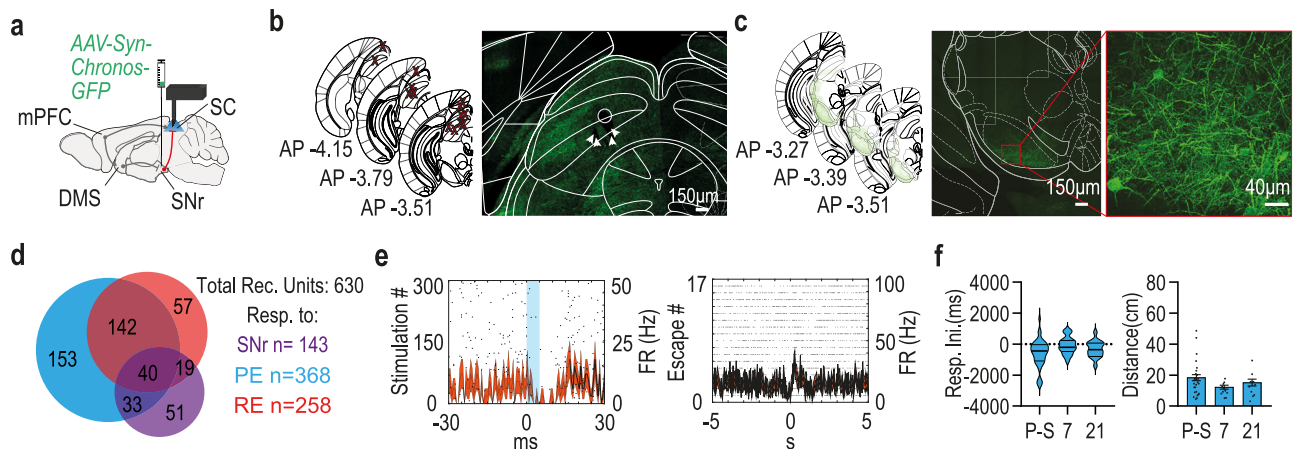 a
AAV-Syn-
Chronos-
GFP
mPFC
SC
DMS
SNr
b
AP -4.15
AP -3.79
AP -3.51
150µm
c
AP -3.27
AP -3.39
AP -3.51
150µm
40µm
d
153
142
57
40
19
33
51
Total Rec. Units: 630
Resp. to:
SNr n= 143
PE n=368
RE n=258
e
Stimulation #
300
150
0
50
25
0
FR (Hz)
-30
0
30
ms
Escape #
17
0
100
50
0
FR (Hz)
-5
0
5
s
f
Resp. Ini.(ms)
4000
2000
0
-2000
-4000
P-S
7
21
Distance(cm)
80
60
40
20
0
P-S
7
21